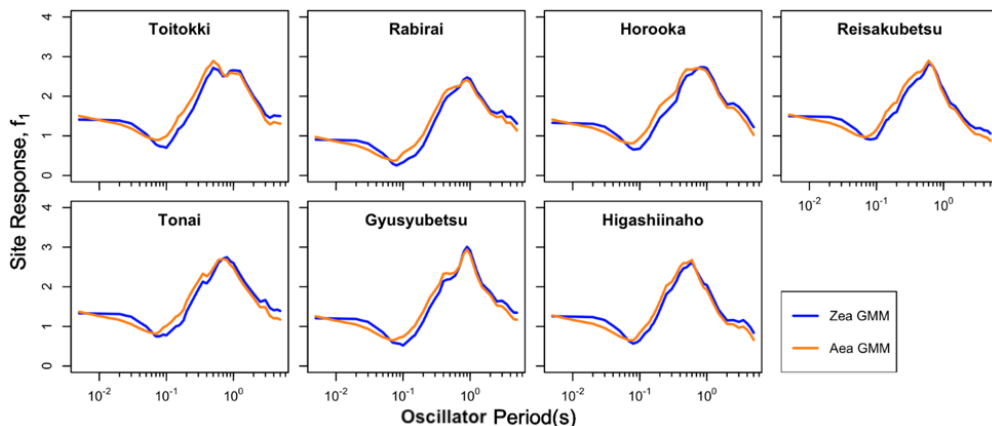 Toitokki
Rabirai
Horooka
Reisakubetsu
4
3
2
1
0
Site Response, f1
10-2 10-1 100
Tonai
Gyusyubetsu
Higashiinaho
4
3
2
1
0
Zea GMM
Aea GMM
10-2 10-1 100
10-2 10-1 100
10-2 10-1 100
Oscillator Period(s)